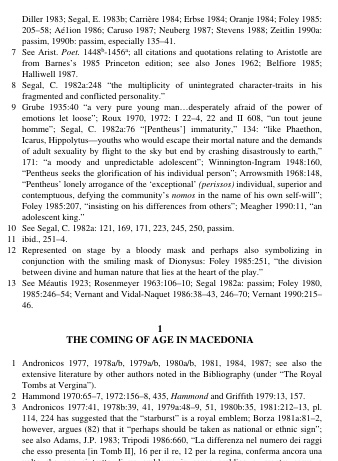 Diller 1983; Segal, E. 1983b; Carrière 1984; Erbse 1984; Oranje 1984; Foley 1985:
205–58; Aélion 1986; Caruso 1987; Neuberg 1987; Stevens 1988; Zeitlin 1990a:
passim, 1990b: passim, especially 135–41.
7 See Arist. Poet. 1448b-1456a; all citations and quotations relating to Aristotle are
from Barnes's 1985 Princeton edition; see also Jones 1962; Belfiore 1985;
Halliwell 1987.
8 Segal, C. 1982a:248 “the multiplicity of unintegrated character-traits in his
fragmented and conflicted personality.”
9 Grube 1935:40 “a very pure young man…desperately afraid of the power of
emotions let loose”; Roux 1970, 1972: I 22–4, 22 and II 608, “un tout jeune
homme”; Segal, C. 1982a:76 “[Pentheus'] immaturity,” 134: “like Phaethon,
Icarus, Hippolytus—youths who would escape their mortal nature and the demands
of adult sexuality by flight to the sky but end by crashing disastrously to earth,”
171: “a moody and unpredictable adolescent”; Winnington-Ingram 1948:160,
“Pentheus seeks the glorification of his individual person”; Arrowsmith 1968:148,
“Pentheus' lonely arrogance of the ‘exceptional’ (perissos) individual, superior and
contemptuous, defying the community's nomos in the name of his own self-will”;
Foley 1985:207, “insisting on his differences from others”; Meagher 1990:11, “an
adolescent king.”
10 See Segal, C. 1982a: 121, 169, 171, 223, 245, 250, passim.
11 ibid., 251–4.
12 Represented on stage by a bloody mask and perhaps also symbolizing in
conjunction with the smiling mask of Dionysus: Foley 1985:251, “the division
between divine and human nature that lies at the heart of the play.”
13 See Méautis 1923; Rosenmeyer 1963:106–10; Segal 1982a: passim; Foley 1980,
1985:246–54; Vernant and Vidal-Naquet 1986:38–43, 246–70; Vernant 1990:215–
46.
1
THE COMING OF AGE IN MACEDONIA
1 Andronicos 1977, 1978a/b, 1979a/b, 1980a/b, 1981, 1984, 1987; see also the
extensive literature by other authors noted in the Bibliography (under “The Royal
Tombs at Vergina”).
2 Hammond 1970:65–7, 1972:156–8, 435, Hammond and Griffith 1979:13, 157.
3 Andronicos 1977:41, 1978b:39, 41, 1979a:48–9, 51, 1980b:35, 1981:212–13, pl.
114, 224 has suggested that the “starburst” is a royal emblem; Borza 1981a:81–2,
however, argues (82) that it “perhaps should be taken as national or ethnic sign”;
see also Adams, J.P. 1983; Tripodi 1986:660, “La differenza nel numero dei raggi
che esso presenta [in Tomb II], 16 per il re, 12 per la regina, conferma ancora una